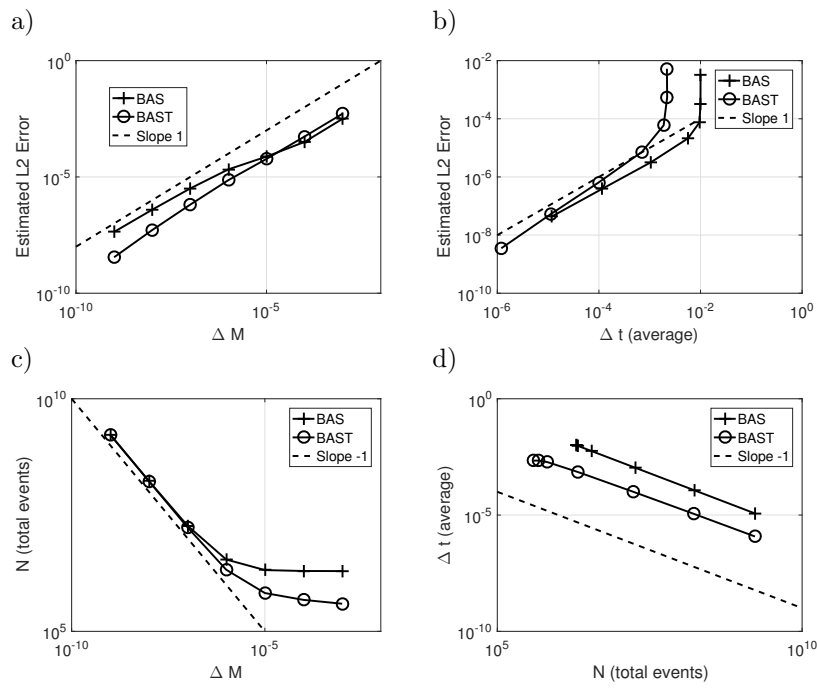 a)
10^0
10^-5
10^-10
Estimated L2 Error
BAS
BAST
Slope 1
10^-10
10^-5
Δ M
b)
10^-2
10^-4
10^-6
10^-8
10^-10
Estimated L2 Error
BAS
BAST
Slope 1
10^-6
10^-4
10^-2
10^0
Δ t (average)
c)
10^10
10^5
N (total events)
BAS
BAST
Slope -1
10^-10
10^-5
Δ M
d)
10^0
10^-5
10^-10
Δ t (average)
BAS
BAST
Slope -1
10^5
10^10
N (total events)